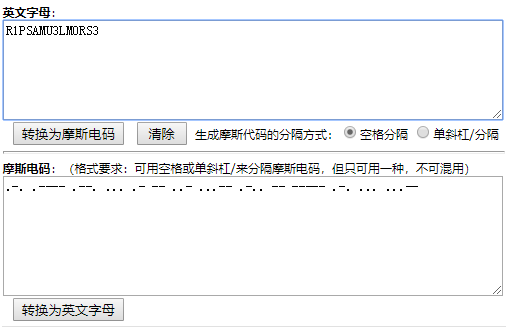 英文字母:
R1PSAMU3LM0RS3
转换为摩斯电码 清除 生成摩斯代码的分隔方式: 空格分隔 单斜杠/分隔
摩斯电码: (格式要求:可用空格或单斜杠/来分隔摩斯电码,但只可用一种,不可混用)
.-. .---- .--. ... .- -- ..- ...-- .-.. -- ----- .-. ... ...--
转换为英文字母